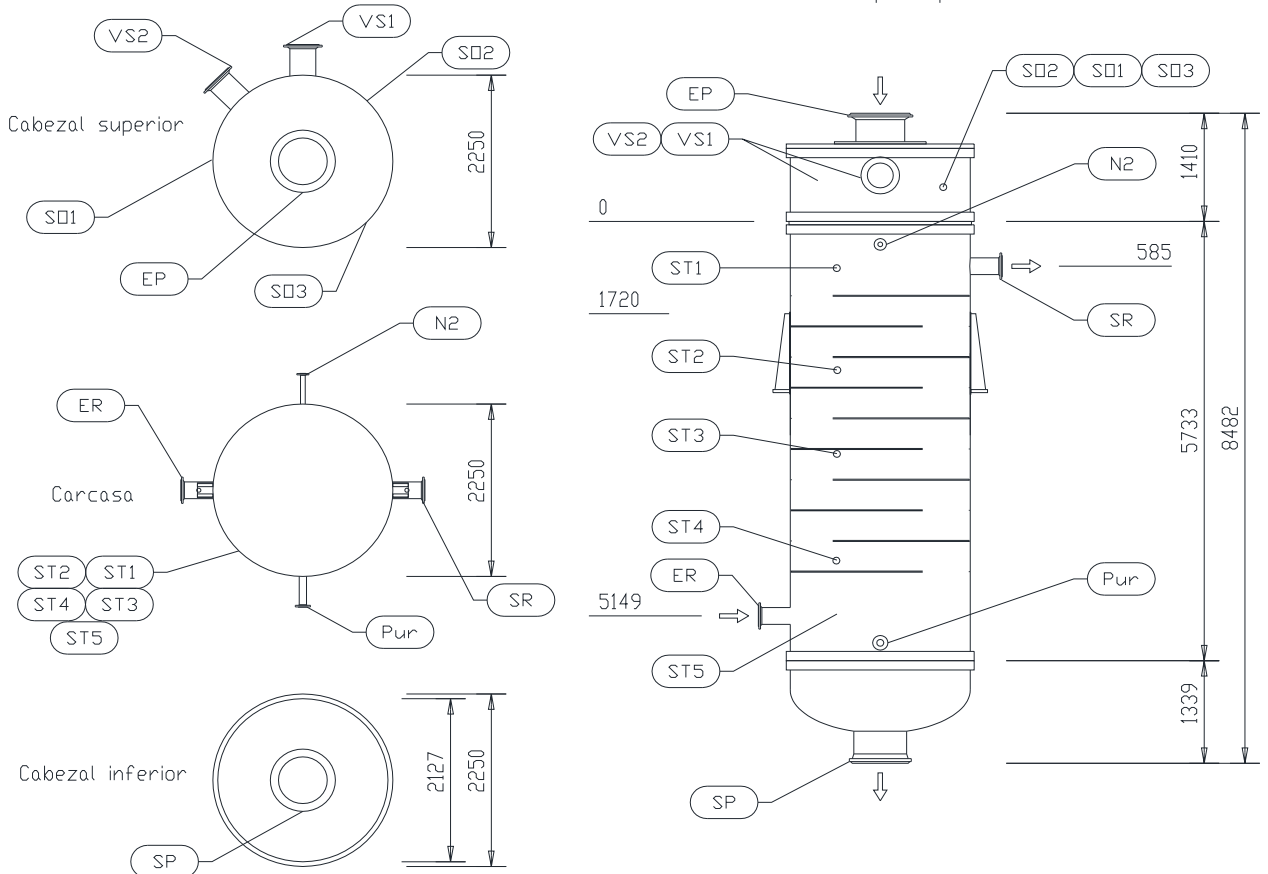 VS1
VS2
SO2
Cabezal superior
2250
SO1
EP
SO3
N2
ER
Carcasa
2250
ST2 ST1
ST4 ST3
ST5
SR
Pur
Cabezal inferior
2127
2250
SP
SO2 SO1 SO3
EP
VS2 VS1
N2
1410
0
ST1
585
1720
SR
ST2
5733
8482
ST3
ST4
ER
Pur
5149
ST5
1339
SP